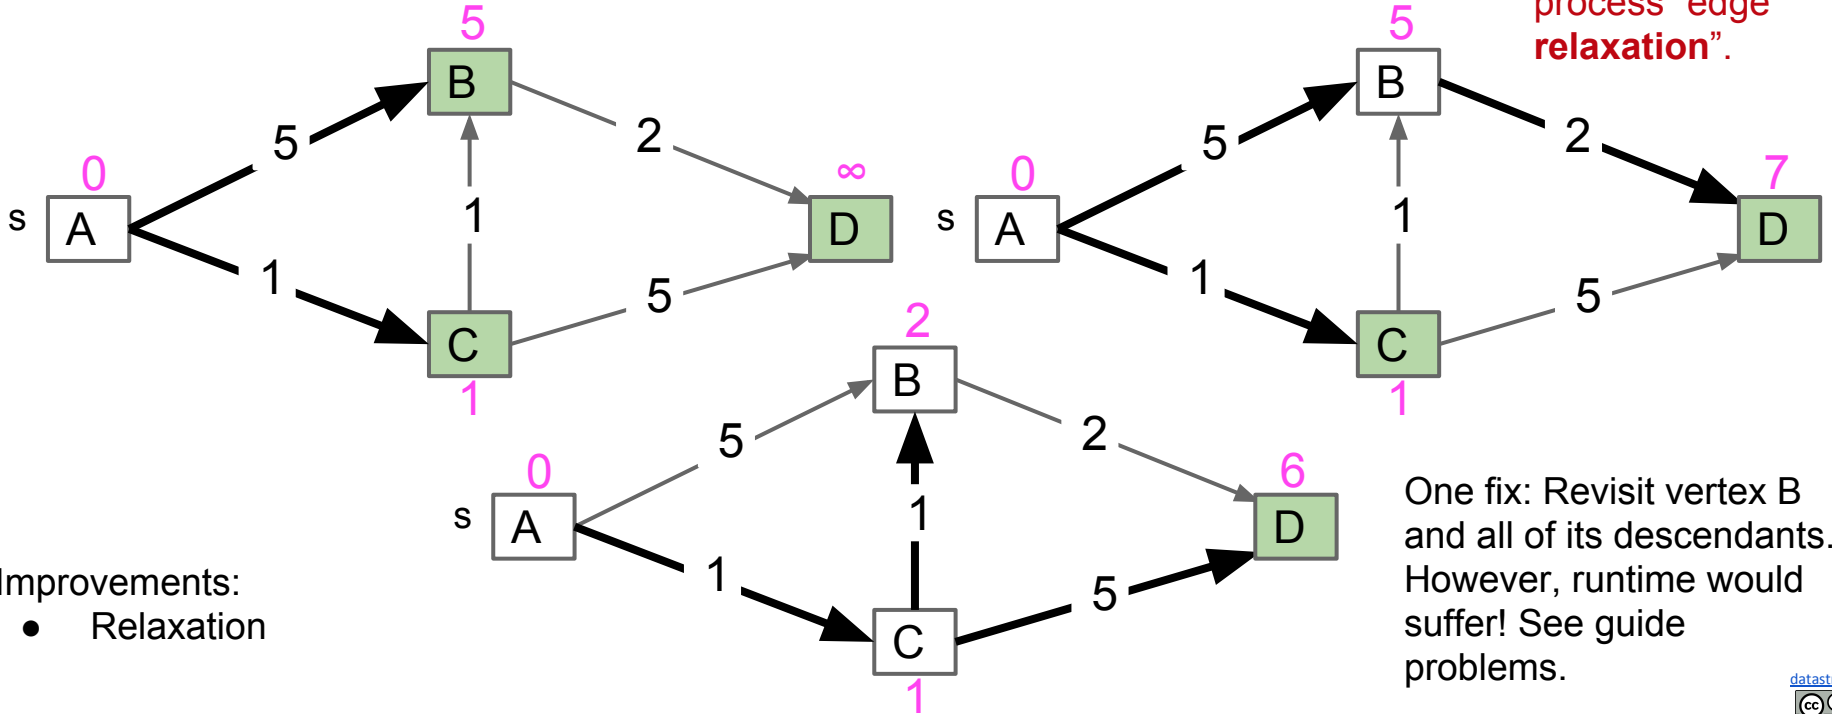 5
B
5
2
0
∞
s
A
1
D
1
5
C
1
process "edge
relaxation".
5
B
5
2
0
7
s
A
1
D
1
5
C
1
2
B
5
2
0
6
s
A
1
D
1
5
C
1
Improvements:
● Relaxation
One fix: Revisit vertex B
and all of its descendants.
However, runtime would
suffer! See guide
problems.
cc